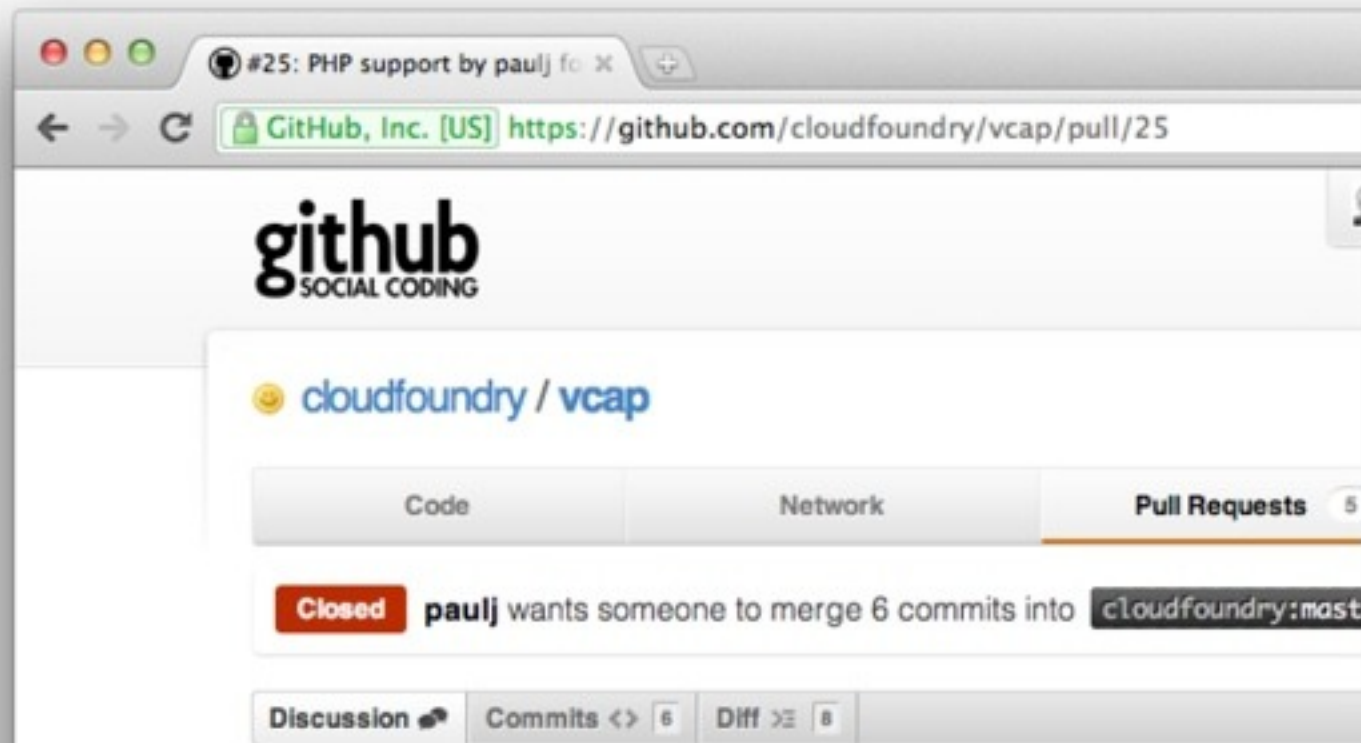 #25: PHP support by paulj fo
GitHub, Inc. [US] https://github.com/cloudfoundry/vcap/pull/25
github
SOCIAL CODING
cloudfoundry / vcap
Code Network Pull Requests 5
Closed paulj wants someone to merge 6 commits into cloudfoundry:mast
Discussion Commits <> 6 Diff 8